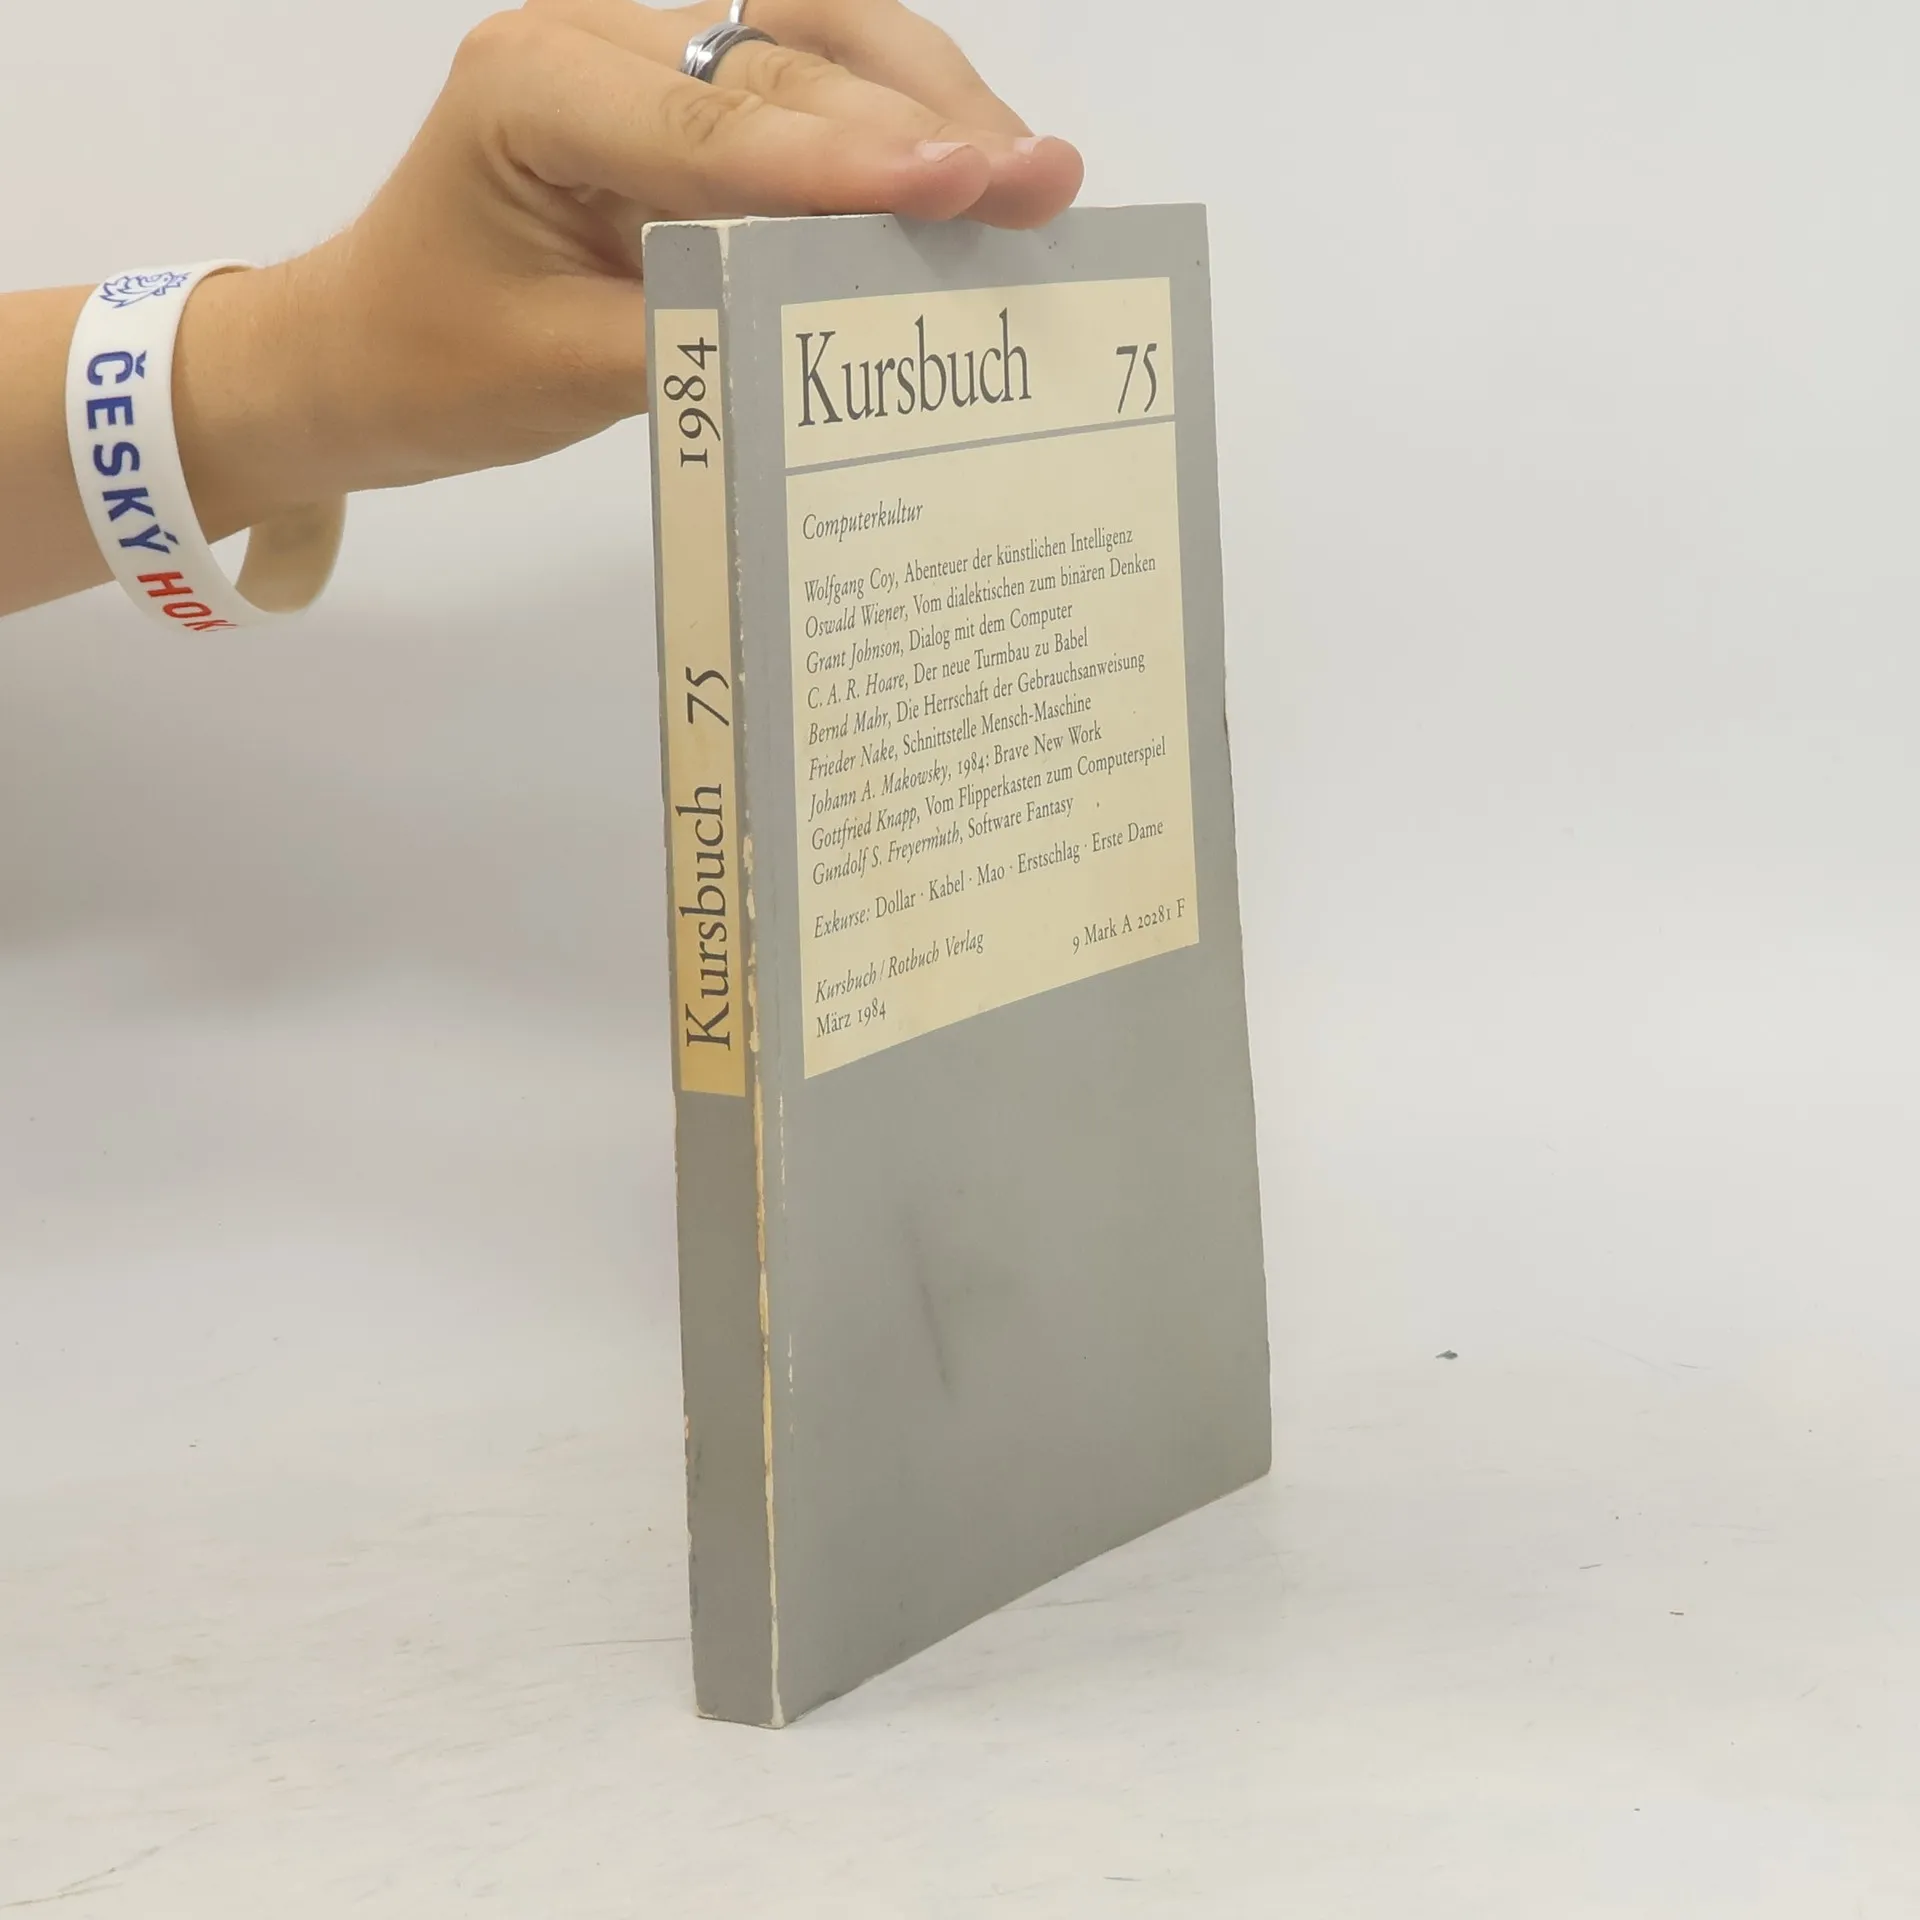 ČESKÝ HOK
Kursbuch 75 1984
Kursbuch 75
Computerkultur
Wolfgang Coy, Abenteuer der künstlichen Intelligenz
Oswald Wiener, Vom dialektischen zum binären Denken
Grant Johnson, Dialog mit dem Computer
C. A. R. Hoare, Der neue Turmbau zu Babel
Bernd Mahr, Die Herrschaft der Gebrauchsanweisung
Frieder Nake, Schnittstelle Mensch-Maschine
Johann A. Makowsky, 1984: Brave New Work
Gottfried Knapp, Vom Flipperkasten zum Computerspiel
Gundolf S. Freyermuth, Software Fantasy
Exkurse: Dollar · Kabel · Mao · Erstschlag · Erste Dame
Kursbuch / Rotbuch Verlag 9 Mark A 20281 F
März 1984